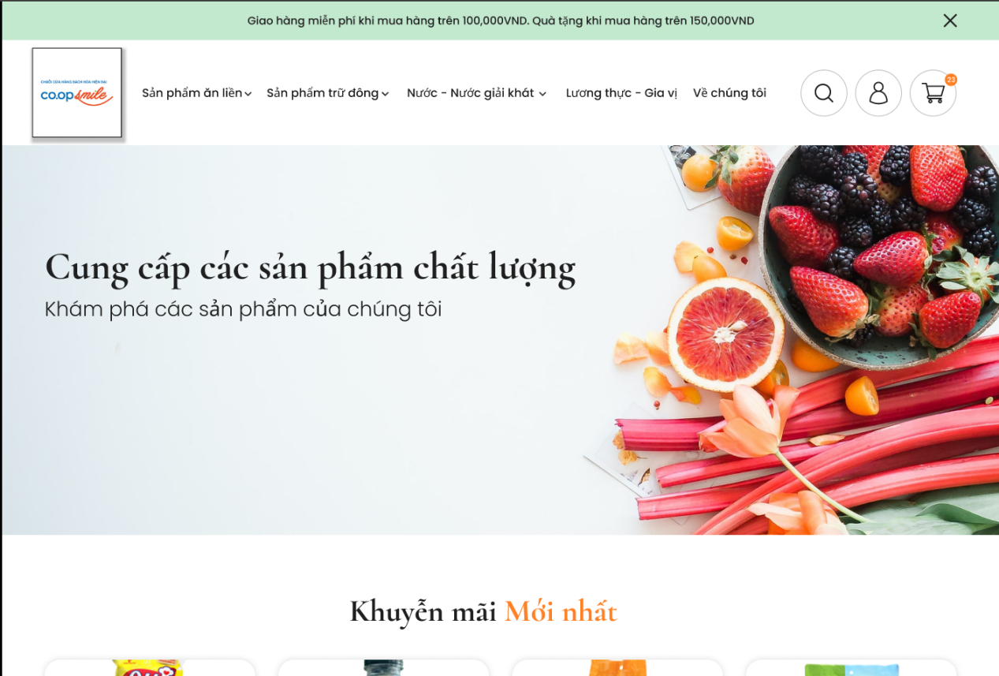 Giao hàng miễn phí khi mua hàng trên 100,000VND. Quà tặng khi mua hàng trên 150,000VND
CHUỖI CỬA HÀNG BÁCH HÓA HIỆN ĐẠI
co.op smile
Sản phẩm ăn liền
Sản phẩm trữ đông
Nước - Nước giải khát
Lương thực - Gia vị
Về chúng tôi
23
Cung cấp các sản phẩm chất lượng
Khám phá các sản phẩm của chúng tôi
Khuyễn mãi Mới nhất